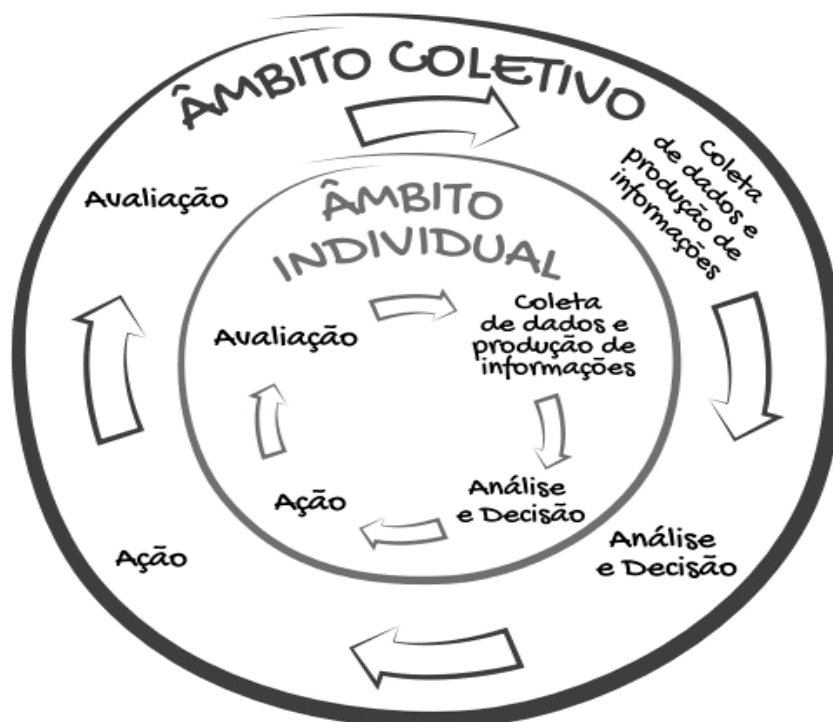 ÂMBITO COLETIVO
Coleta
de dados e
produção de
informações
Análise
e Decisão
Ação
Avaliação
ÂMBITO
INDIVIDUAL
Coleta
de dados e
produção de
informações
Análise
e Decisão
Ação
Avaliação